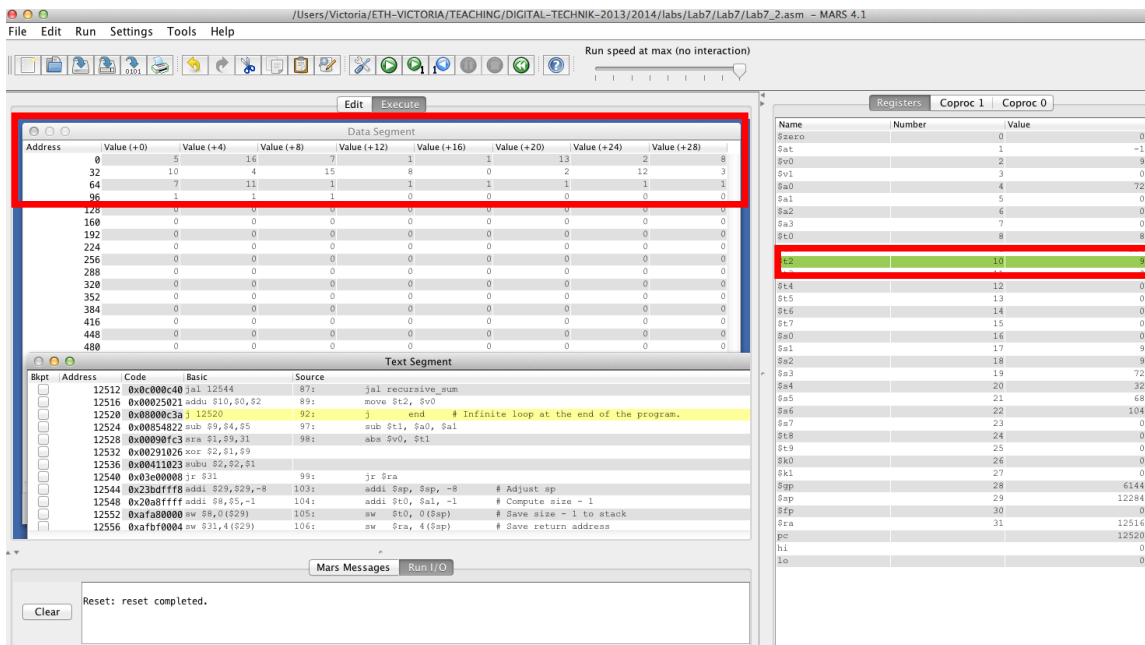 /Users/Victoria/ETH-VICTORIA/TEACHING/DIGITAL-TECHNIK-2013/2014/labs/Lab7/Lab7/Lab7_2.asm - MARS 4.1
File Edit Run Settings Tools Help
Run speed at max (no interaction)
Edit Execute
Data Segment
Address Value (+0) Value (+4) Value (+8) Value (+12) Value (+16) Value (+20) Value (+24) Value (+28)
0 5 16 7 1 1 13 2 8
32 10 4 15 8 0 2 12 3
64 7 11 1 1 1 1 1 1
96 1 1 1 0 0 0 0 0
128 0 0 0 0 0 0 0 0
160 0 0 0 0 0 0 0 0
192 0 0 0 0 0 0 0 0
224 0 0 0 0 0 0 0 0
256 0 0 0 0 0 0 0 0
288 0 0 0 0 0 0 0 0
320 0 0 0 0 0 0 0 0
352 0 0 0 0 0 0 0 0
384 0 0 0 0 0 0 0 0
416 0 0 0 0 0 0 0 0
448 0 0 0 0 0 0 0 0
480 0 0 0 0 0 0 0 0
Text Segment
Bkpt Address Code Basic Source
12512 0x0c000c40 jal 12544 87: jal recursive_sum
12516 0x00025021 addu $10,$0,$2 89: move $t2, $v0
12520 0x08000c3a j 12520 92: j end # Infinite loop at the end of the program.
12524 0x00854822 sub $9,$4,$5 97: sub $t1, $a0, $a1
12528 0x00090fc3 sra $1,$9,31 98: abs $v0, $t1
12532 0x00291026 xor $2,$1,$9
12536 0x00411023 subu $2,$2,$1
12540 0x03e00008 jr $31 99: jr $ra
12544 0x23bdfff8 addi $29,$29,-8 103: addi $sp, $sp, -8 # Adjust sp
12548 0x20a8ffff addi $8,$5,-1 104: addi $t0, $a1, -1 # Compute size - 1
12552 0xafa80000 sw $8,0($29) 105: sw $t0, 0($sp) # Save size - 1 to stack
12556 0xafbf0004 sw $31,4($29) 106: sw $ra, 4($sp) # Save return address
Mars Messages Run I/O
Clear
Reset: reset completed.
Registers Coproc 1 Coproc 0
Name Number Value
$zero 0 0
$at 1 -1
$v0 2 9
$v1 3 0
$a0 4 72
$a1 5 0
$a2 6 0
$a3 7 0
$t0 8 8
$t2 10 9
$t4 12 0
$t5 13 0
$t6 14 0
$t7 15 0
$s0 16 0
$s1 17 9
$s2 18 9
$s3 19 72
$s4 20 32
$s5 21 68
$s6 22 104
$s7 23 0
$t8 24 0
$t9 25 0
$k0 26 0
$k1 27 0
$gp 28 6144
$sp 29 12284
$fp 30 0
$ra 31 12516
pc 12520
hi 0
lo 0